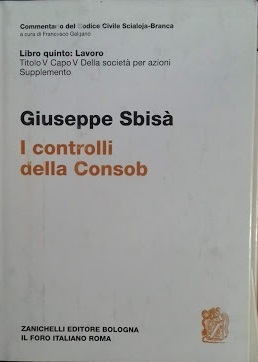 Commentario del Codice Civile Scialoja-Branca
a cura di Francesco Galgano
Libro quinto: Lavoro
Titolo V Capo V Della società per azioni
Supplemento
Giuseppe Sbisà
I controlli
della Consob
ZANICHELLI EDITORE BOLOGNA
IL FORO ITALIANO ROMA